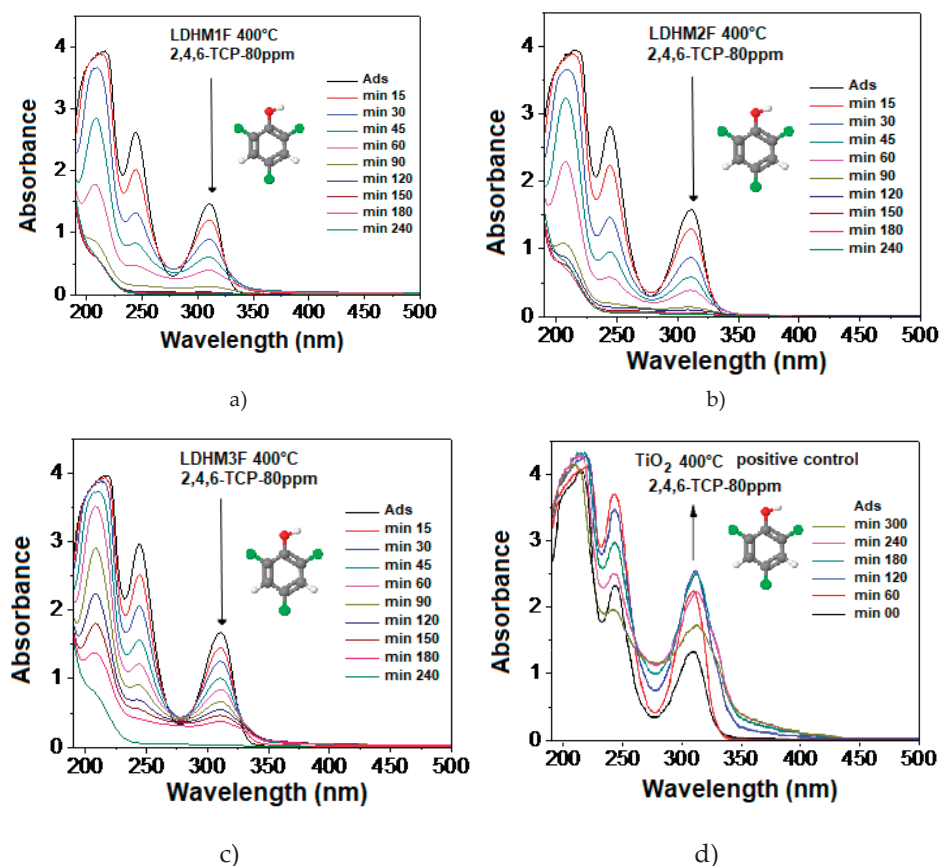 LDHM1F 400°C
2,4,6-TCP-80ppm
Ads
min 15
min 30
min 45
min 60
min 90
min 120
min 150
min 180
min 240
Absorbance
4
3
2
1
0
200 250 300 350 400 450 500
Wavelength (nm)
a)
LDHM2F 400°C
2,4,6-TCP-80ppm
Ads
min 15
min 30
min 45
min 60
min 90
min 120
min 150
min 180
min 240
Absorbance
4
3
2
1
0
200 250 300 350 400 450 500
Wavelength (nm)
b)
LDHM3F 400°C
2,4,6-TCP-80ppm
Ads
min 15
min 30
min 45
min 60
min 90
min 120
min 150
min 180
min 240
Absorbance
4
3
2
1
0
200 250 300 350 400 450 500
Wavelength (nm)
c)
TiO2 400°C positive control
2,4,6-TCP-80ppm
Ads
min 300
min 240
min 180
min 120
min 60
min 00
Absorbance
4
3
2
1
0
200 250 300 350 400 450 500
Wavelength (nm)
d)